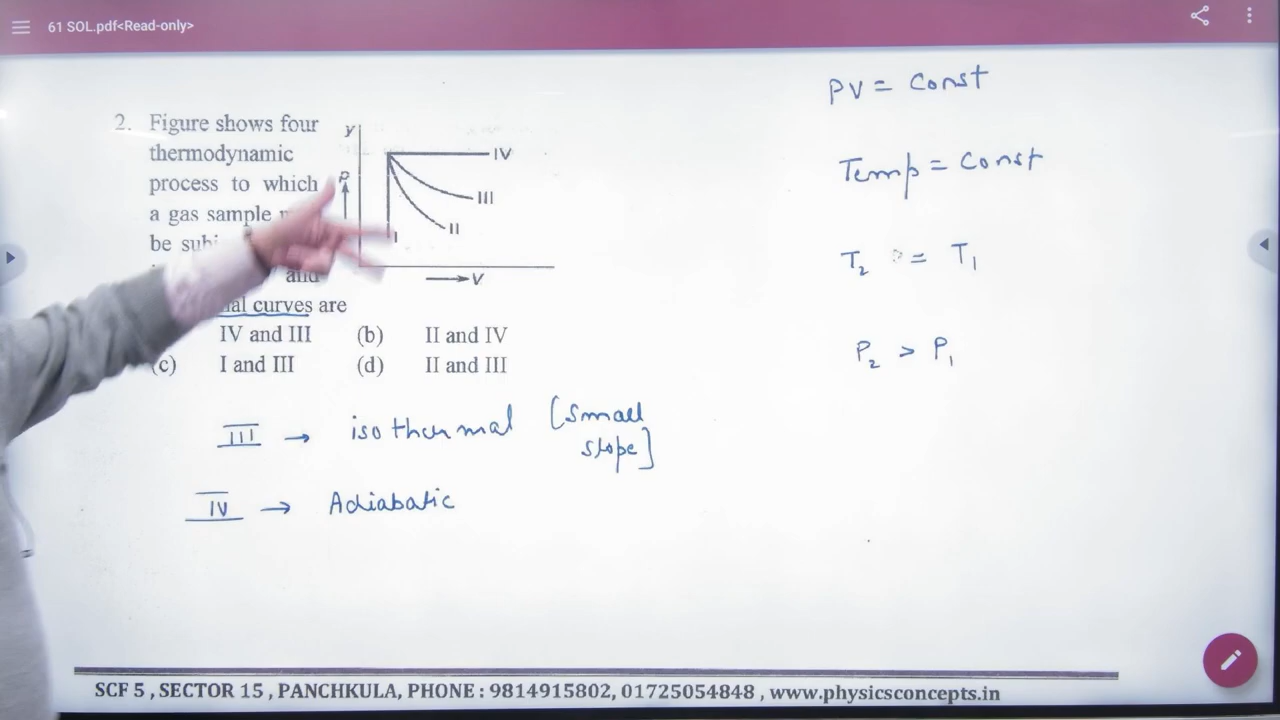 61 SOL.pdf<Read-only>
2. Figure shows four
thermodynamic
process to which
a gas sample
be
and
curves are
IV and III (b) II and IV
(c) I and III (d) II and III
y
P
IV
III
II
I
V
III → isothermal [small
slope]
IV → Adiabatic
PV = Const
Temp = Const
T2 = T1
P2 > P1
SCF 5 , SECTOR 15 , PANCHKULA, PHONE : 9814915802, 01725054848 , www.physicsconcepts.in